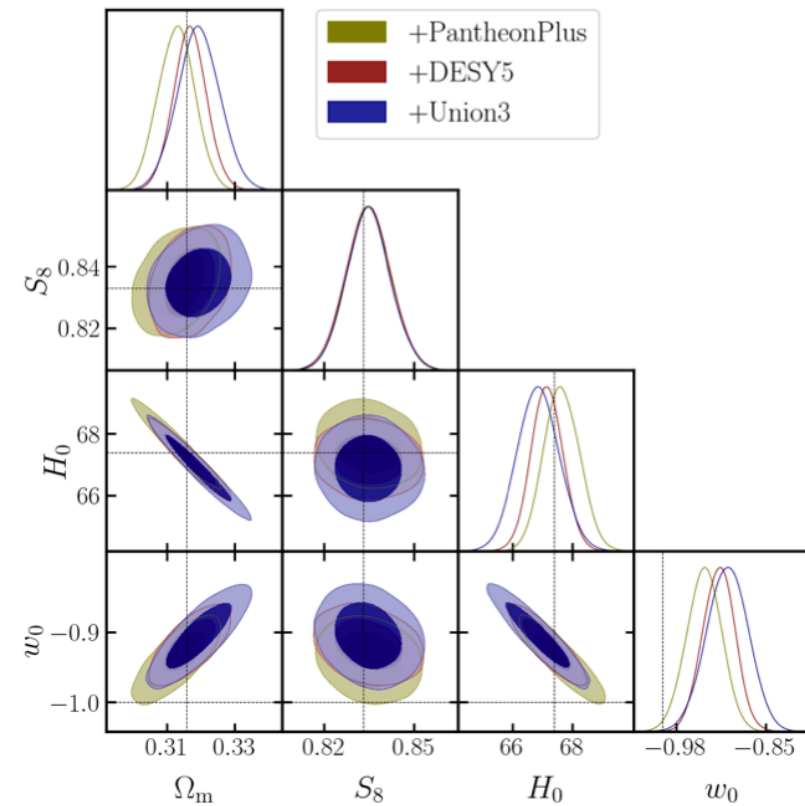 +PantheonPlus
+DESY5
+Union3
S₈
0.84
0.82
H₀
68
66
w₀
−0.9
−1.0
0.31 0.33 0.82 0.85 66 68 −0.98 −0.85
Ωₘ S₈ H₀ w₀